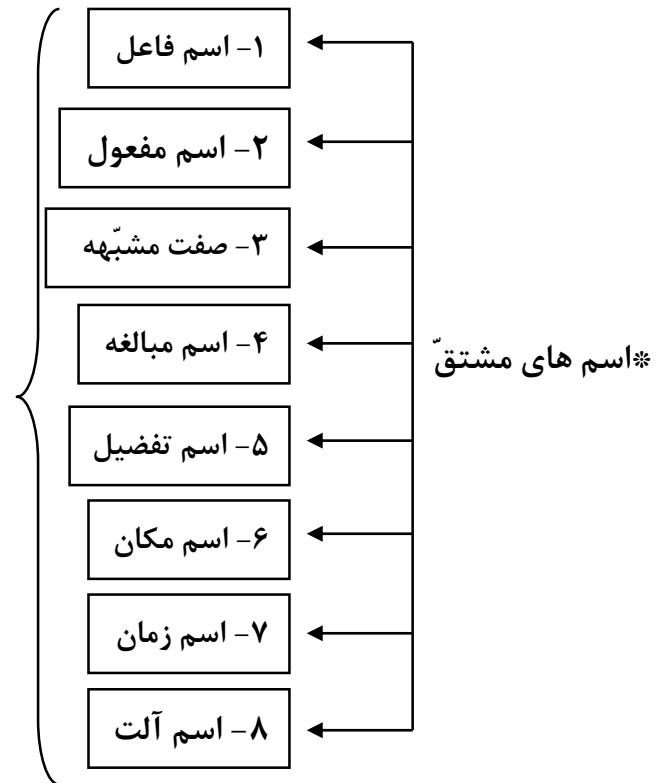 *اسم های مشتقّ
۱- اسم فاعل
۲- اسم مفعول
۳- صفت مشبّهه
۴- اسم مبالغه
۵- اسم تفضیل
۶- اسم مکان
۷- اسم زمان
۸- اسم آلت